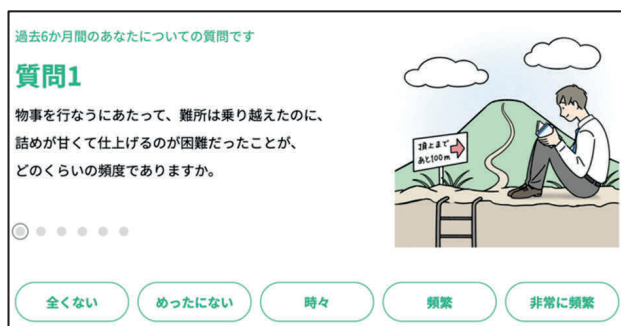 過去6か月間のあなたについての質問です
質問1
物事を行なうにあたって、難所は乗り越えたのに、
詰めが甘くて仕上げるのが困難だったことが、
どのくらいの頻度でありますか。
頂上まで
あと100m
全くない
めったにない
時々
頻繁
非常に頻繁